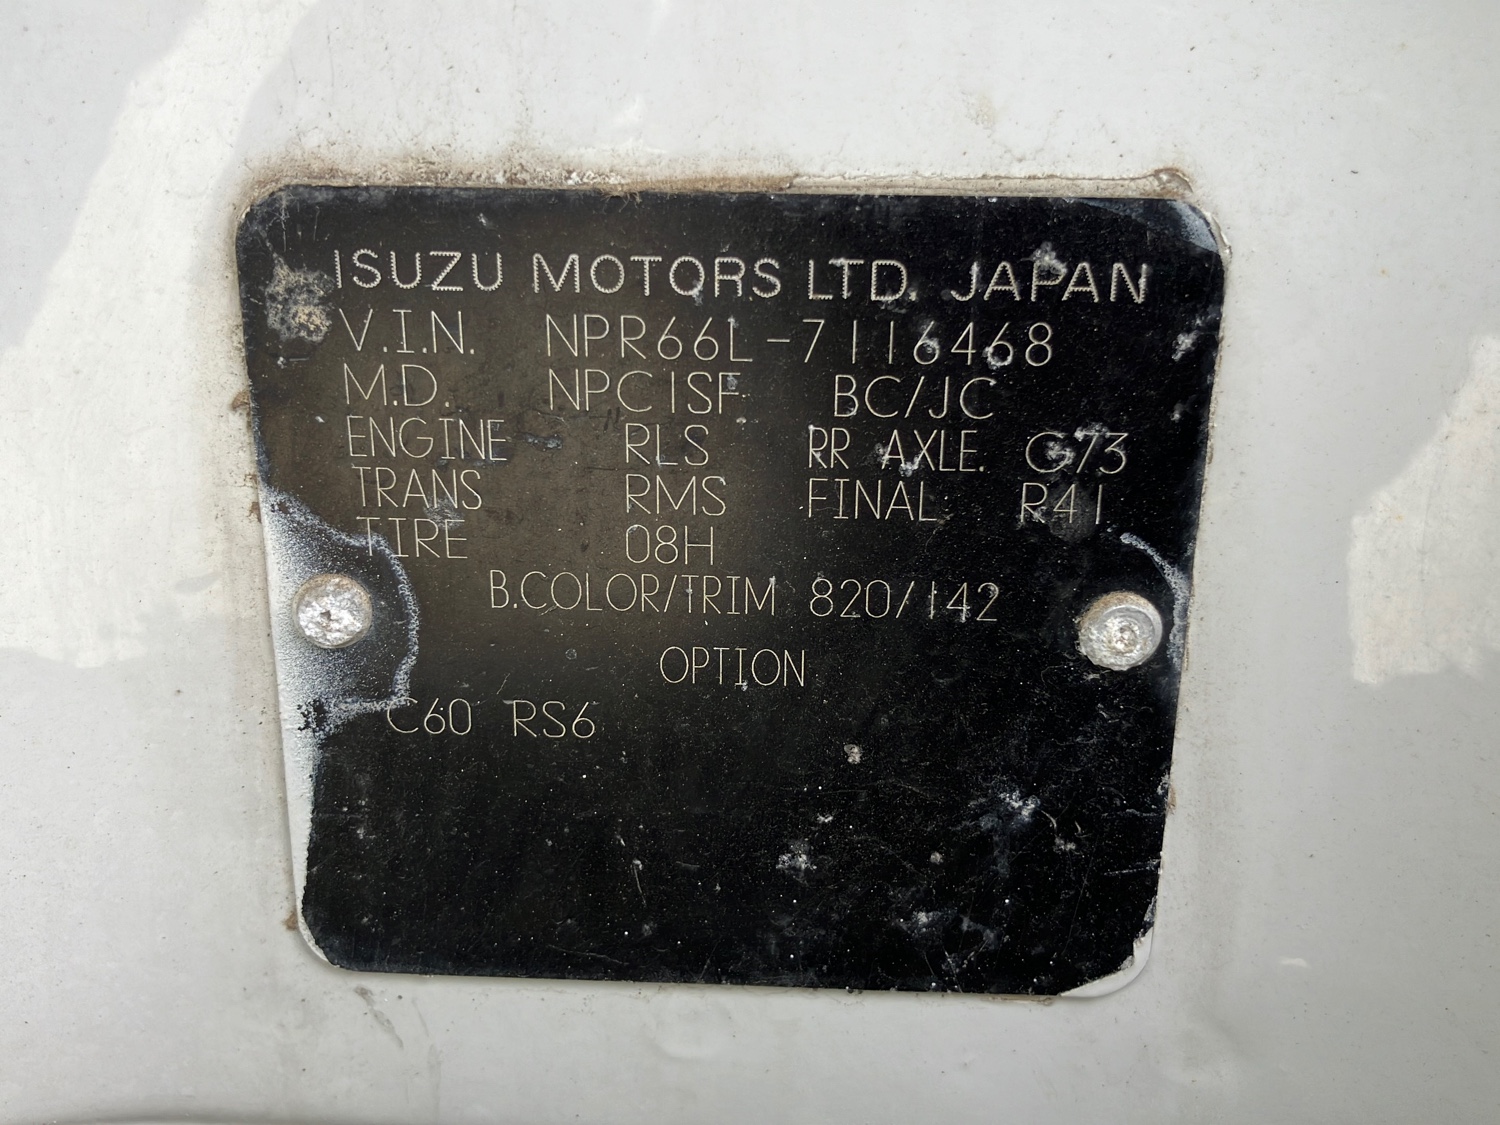 ISUZU MOTORS LTD. JAPAN
V.I.N. NPR66L-7116468
M.D. NPC1SF BC/JC
ENGINE RLS RR AXLE. G73
TRANS RMS FINAL R41
TIRE 08H
B.COLOR/TRIM 820/142
OPTION
C60 RS6